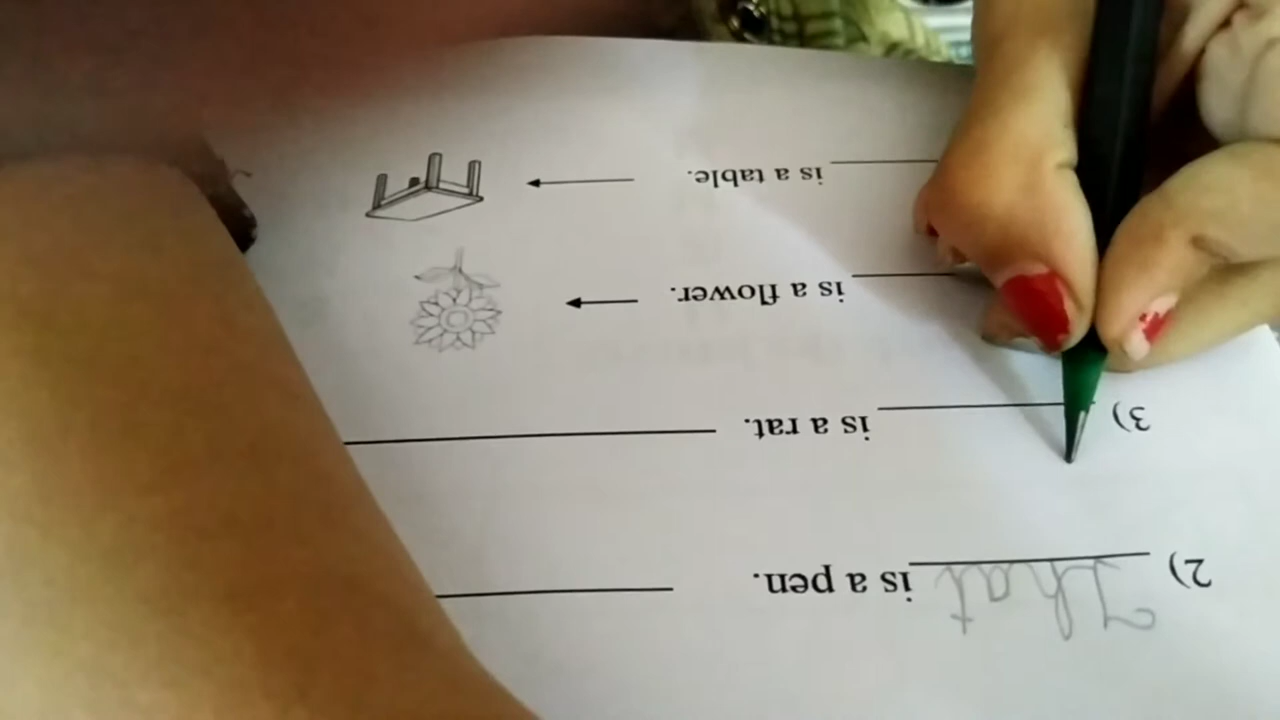 2) That is a pen.
3) is a rat.
is a flower.
is a table.